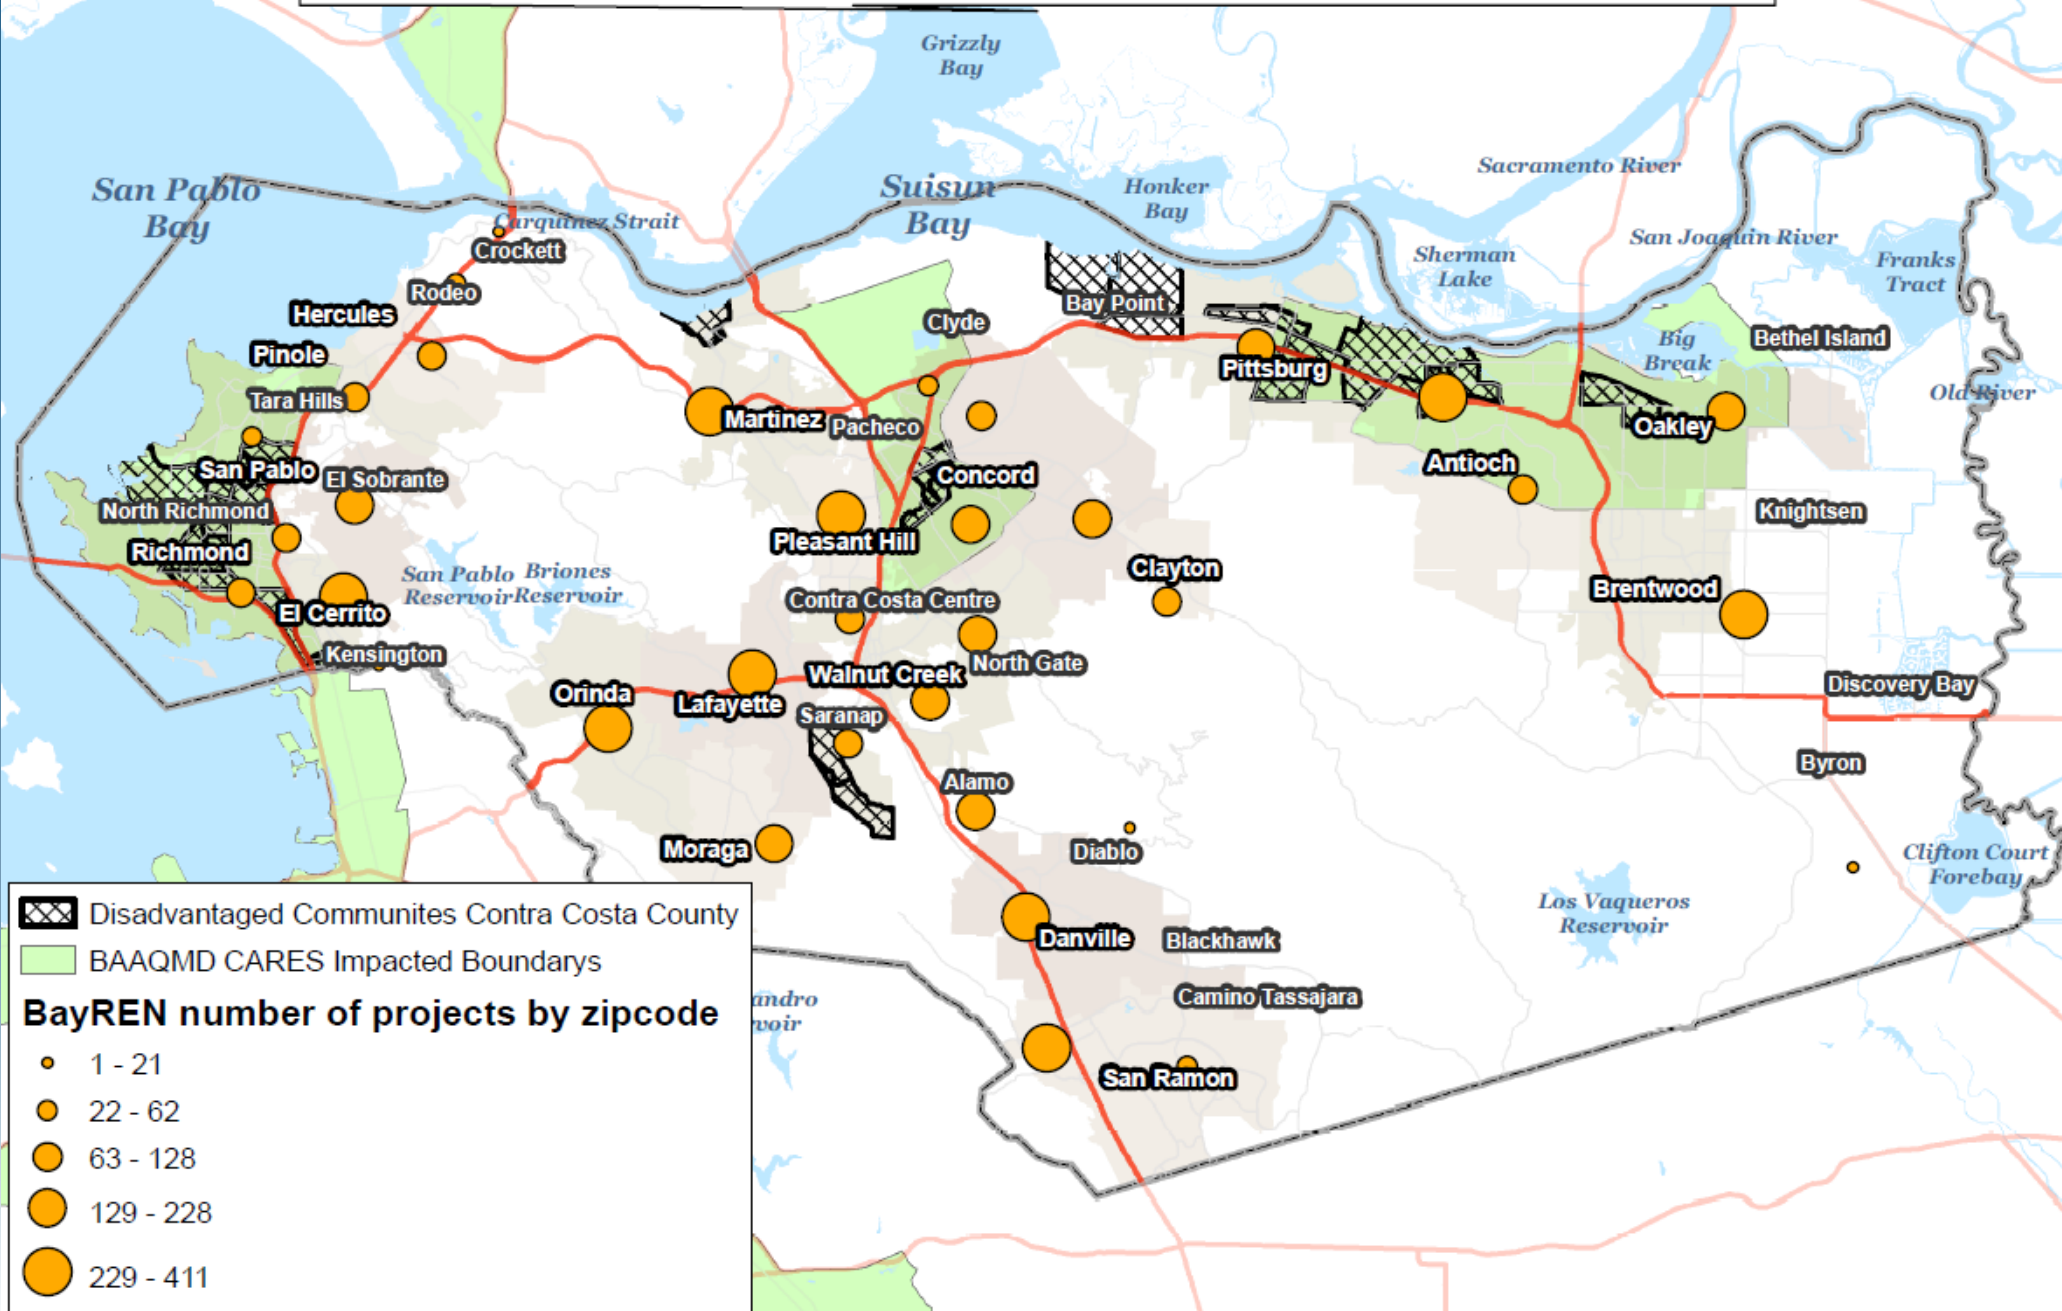 Grizzly
Bay
San Pablo
Bay
Suisun
Bay
Honker
Bay
Sacramento River
San Joaquin River
Carquinez Strait
Crockett
Sherman
Lake
Franks
Tract
Rodeo
Hercules
Bay Point
Clyde
Big
Break
Bethel Island
Pinole
Pittsburg
Old River
Tara Hills
Martinez
Pacheco
Oakley
San Pablo
El Sobrante
Concord
Antioch
North Richmond
Knightsen
Richmond
Pleasant Hill
San Pablo
Reservoir
Briones
Reservoir
Clayton
Contra Costa Centre
Brentwood
El Cerrito
Kensington
North Gate
Walnut Creek
Orinda
Lafayette
Discovery Bay
Saranap
Byron
Alamo
Moraga
Diablo
Clifton Court
Forebay
Los Vaqueros
Reservoir
Danville
Blackhawk
Camino Tassajara
andro
voir
San Ramon
Disadvantaged Communites Contra Costa County
BAAQMD CARES Impacted Boundarys
BayREN number of projects by zipcode
1 - 21
22 - 62
63 - 128
129 - 228
229 - 411